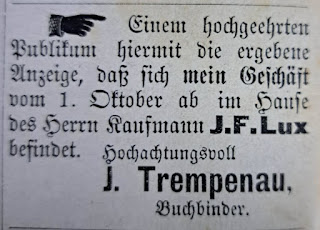 Einem hochgeehrten
Publikum hiermit die ergebene
Anzeige, daß sich mein Geschäft
vom 1. Oktober ab im Hause
des Herrn Kaufmann J. F. Lux
befindet. Hochachtungsvoll
J. Trempenau,
Buchbinder.